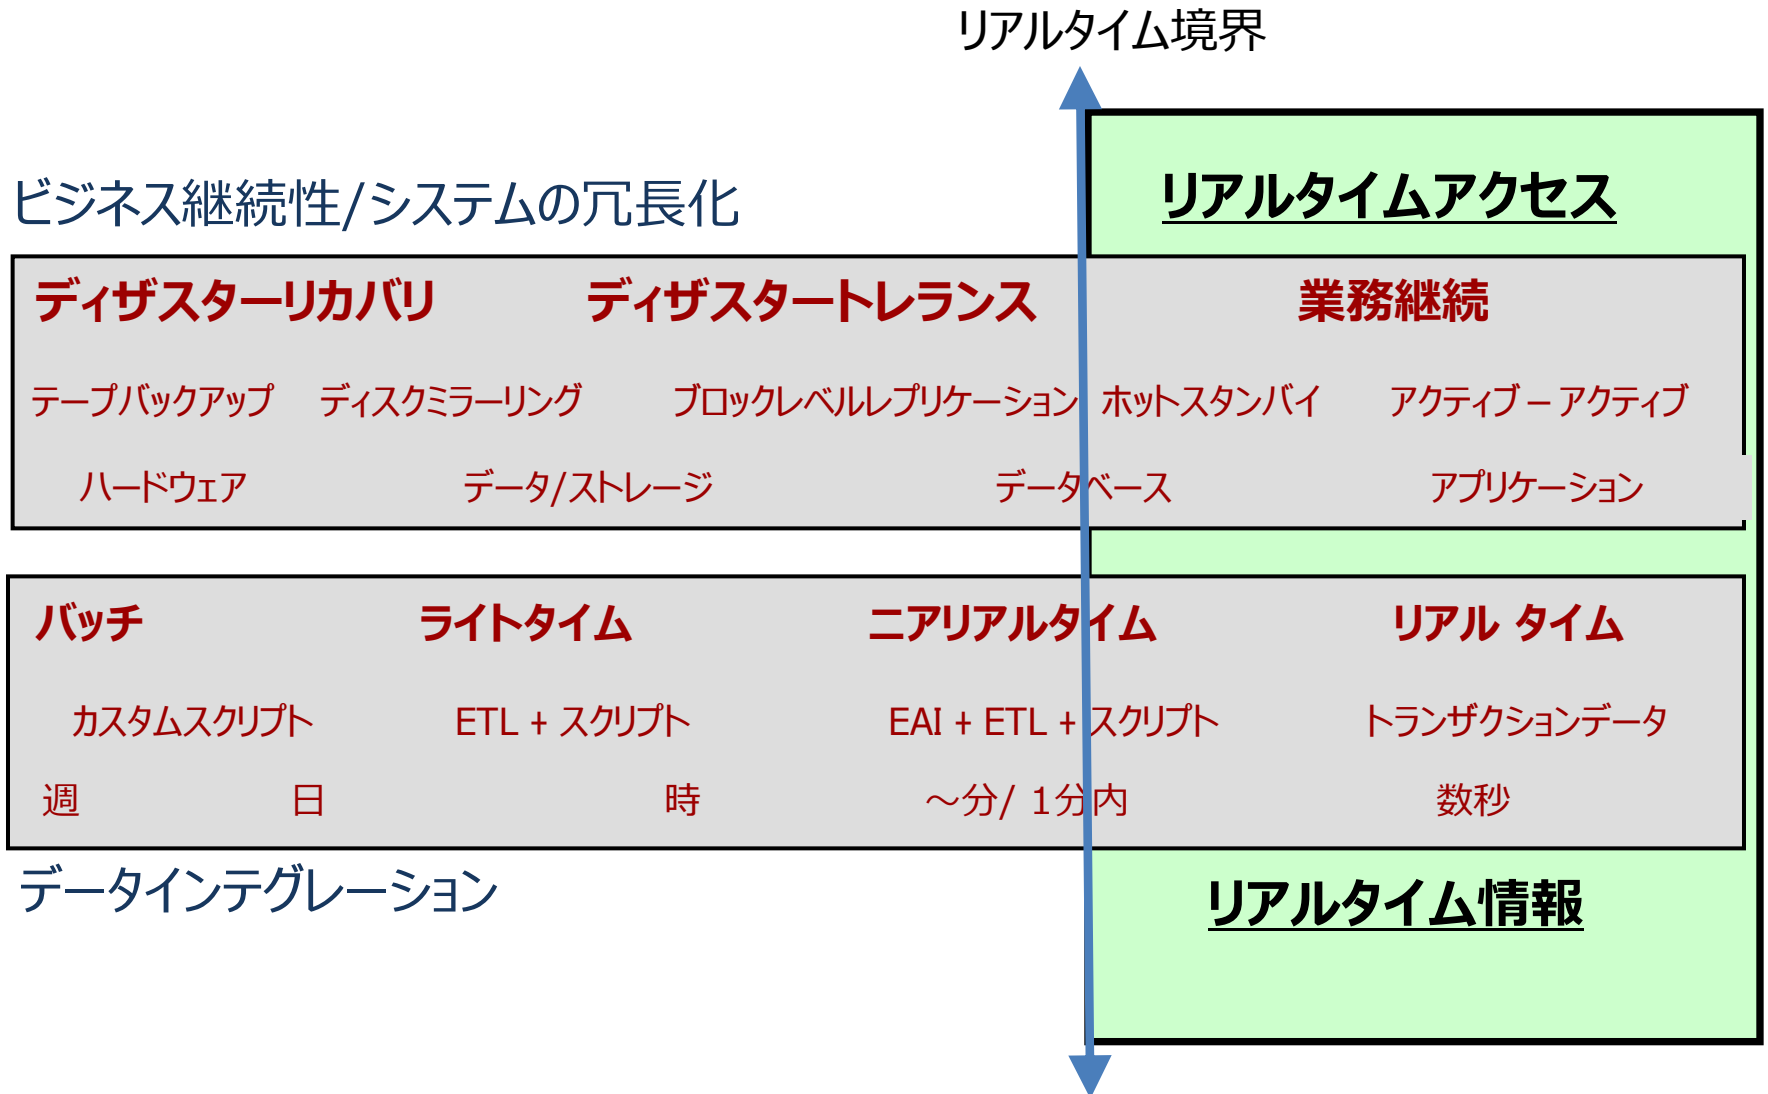 リアルタイム境界
ビジネス継続性/システムの冗長化
リアルタイムアクセス
ディザスターリカバリ ディザスタートレランス 業務継続
テープバックアップ ディスクミラーリング ブロックレベルレプリケーション ホットスタンバイ アクティブ – アクティブ
ハードウェア データ/ストレージ データベース アプリケーション
バッチ ライトタイム ニアリアルタイム リアル タイム
カスタムスクリプト ETL + スクリプト EAI + ETL + スクリプト トランザクションデータ
週 日 時 ～分/ 1分内 数秒
データインテグレーション
リアルタイム情報